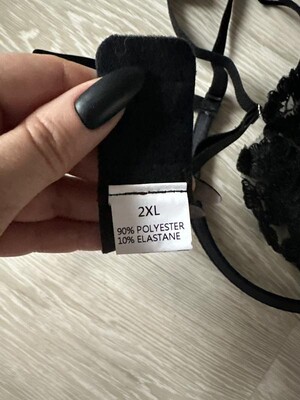 2XL
90% POLYESTER
10% ELASTANE